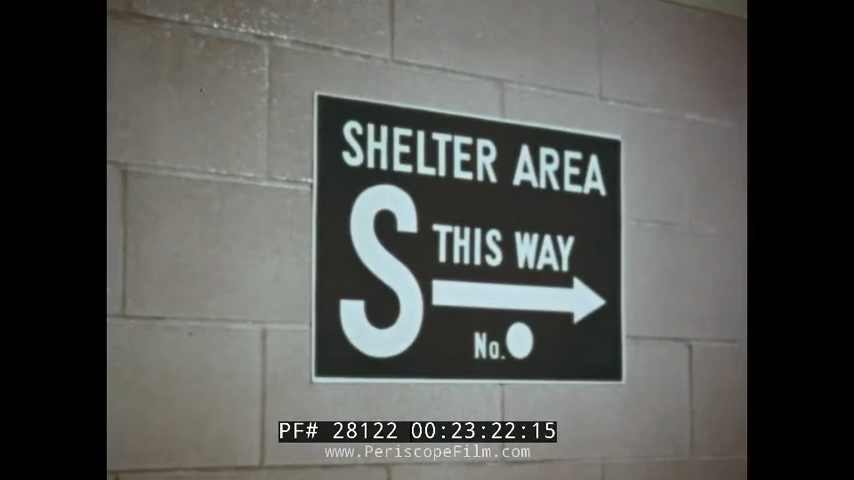 SHELTER AREA
S
THIS WAY
No.
PF# 28122 00:23:22:15
www.PeriscopeFilm.com